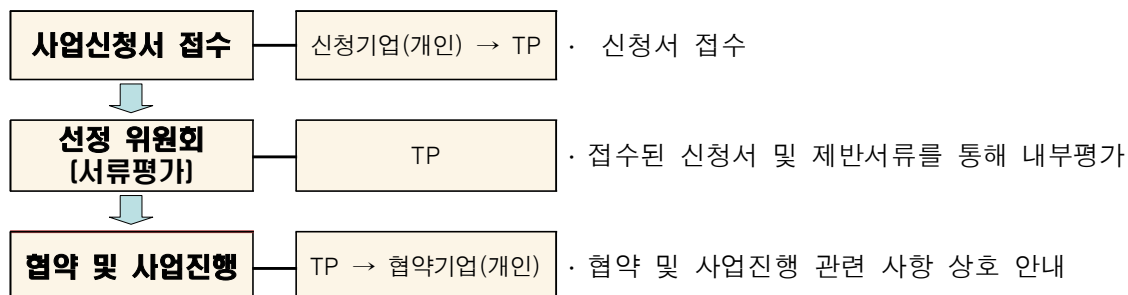 사업신청서 접수 신청기업(개인) → TP · 신청서 접수
선정 위원회
(서류평가) TP · 접수된 신청서 및 제반서류를 통해 내부평가
협약 및 사업진행 TP → 협약기업(개인) · 협약 및 사업진행 관련 사항 상호 안내